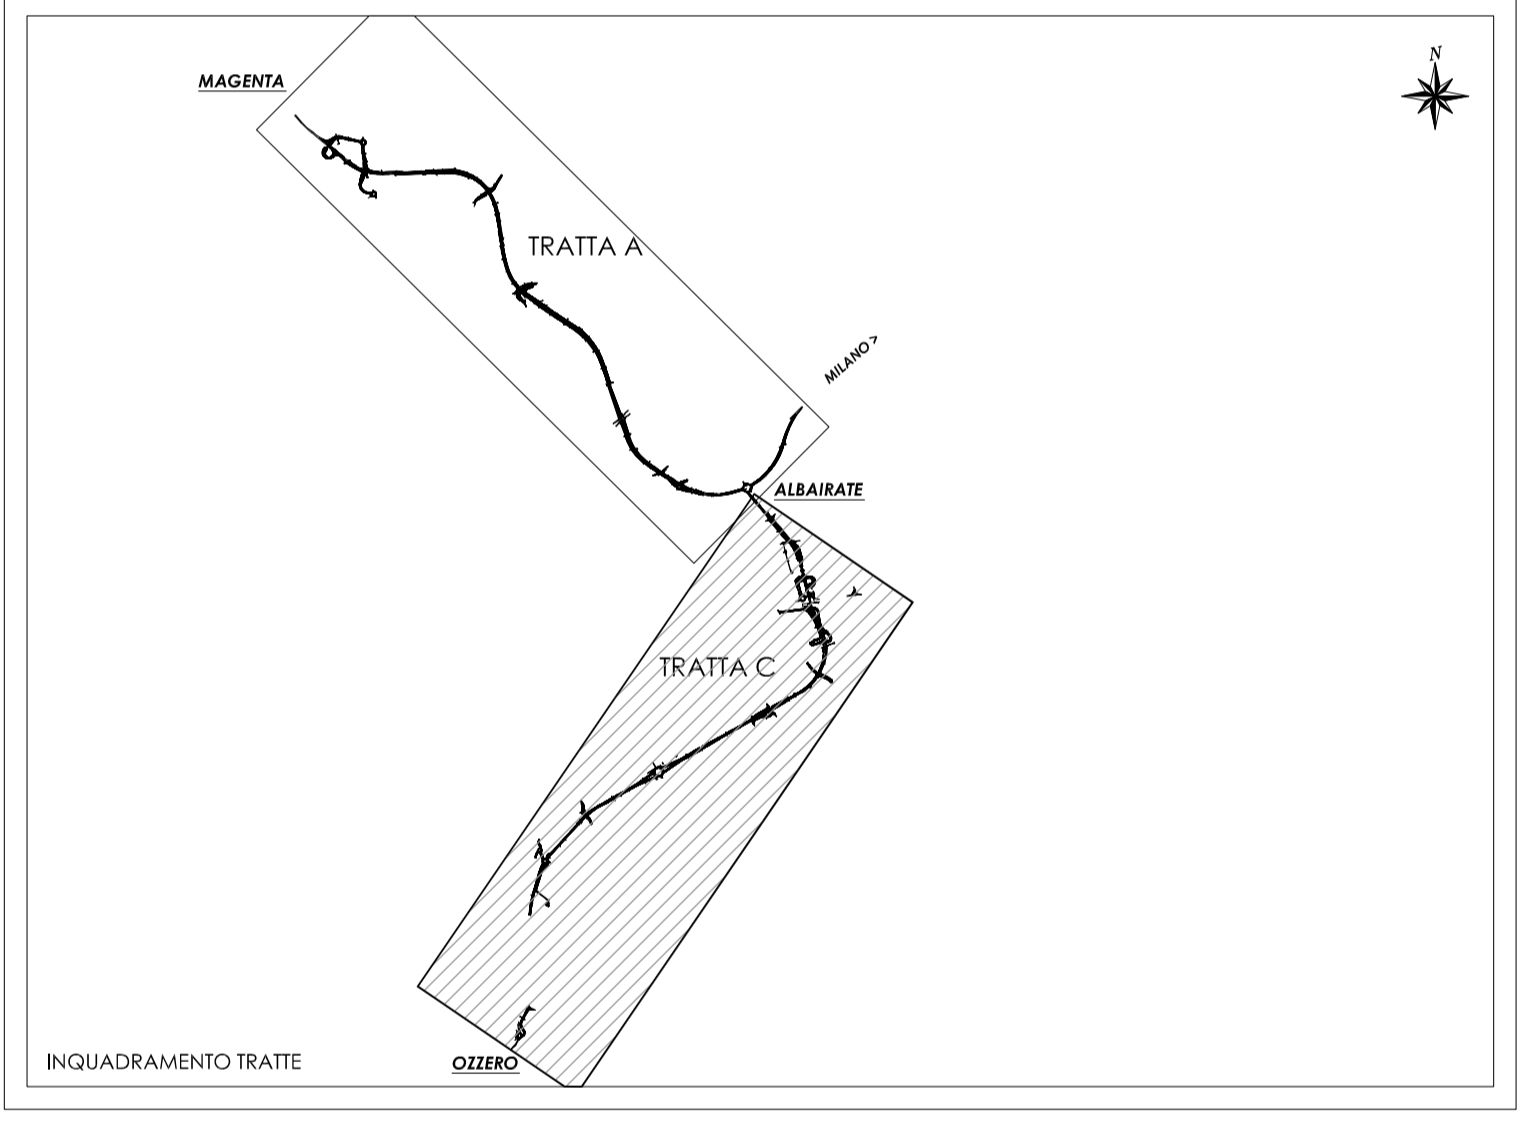 N
MAGENTA
TRATTA A
MILANO >
ALBAIRATE
TRATTA C
INQUADRAMENTO TRATTE
OZZERO